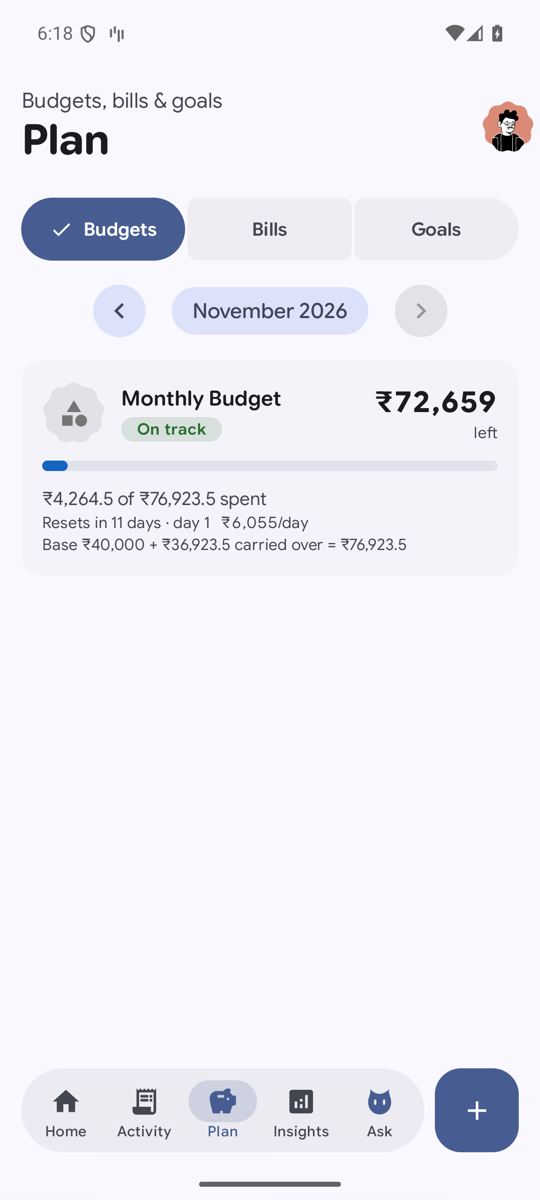 6:18
Budgets, bills & goals
Plan
Budgets
Bills
Goals
November 2026
Monthly Budget
₹72,659
On track
left
₹4,264.5 of ₹76,923.5 spent
Resets in 11 days · day 1 ₹6,055/day
Base ₹40,000 + ₹36,923.5 carried over = ₹76,923.5
Home
Activity
Plan
Insights
Ask
+